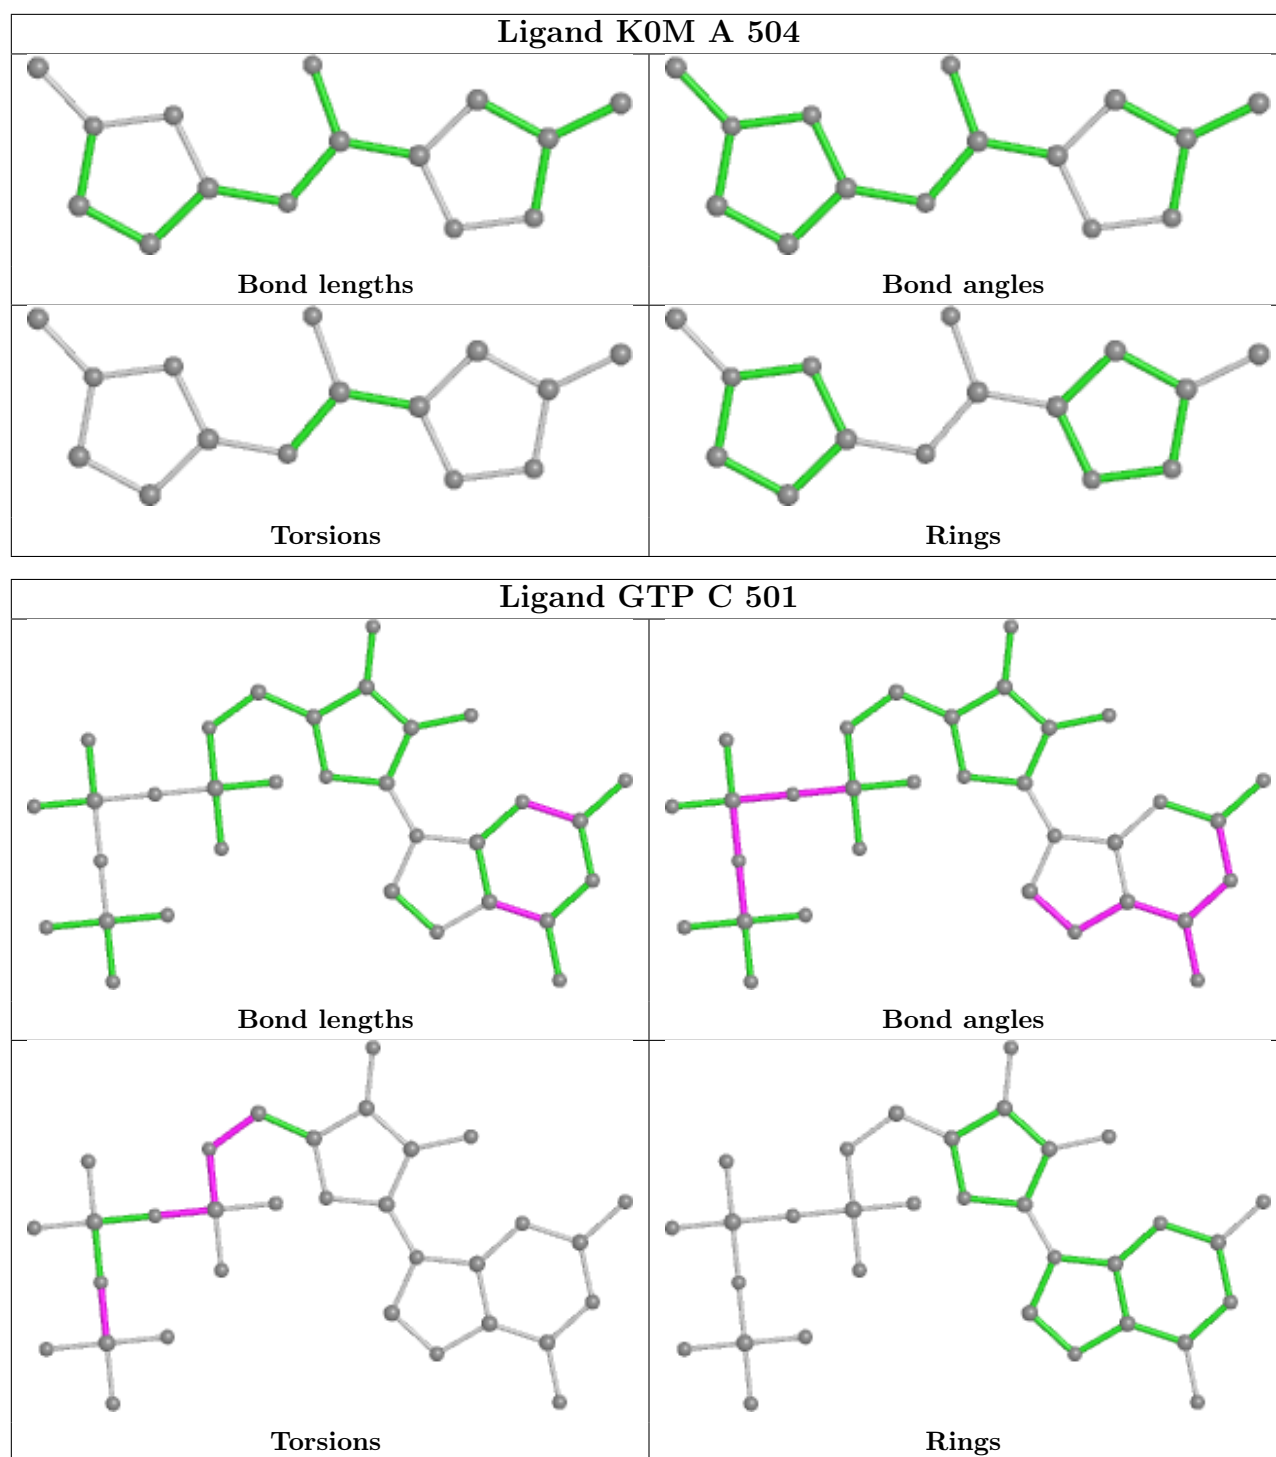 Ligand K0M A 504
Bond lengths
Bond angles
Torsions
Rings
Ligand GTP C 501
Bond lengths
Bond angles
Torsions
Rings